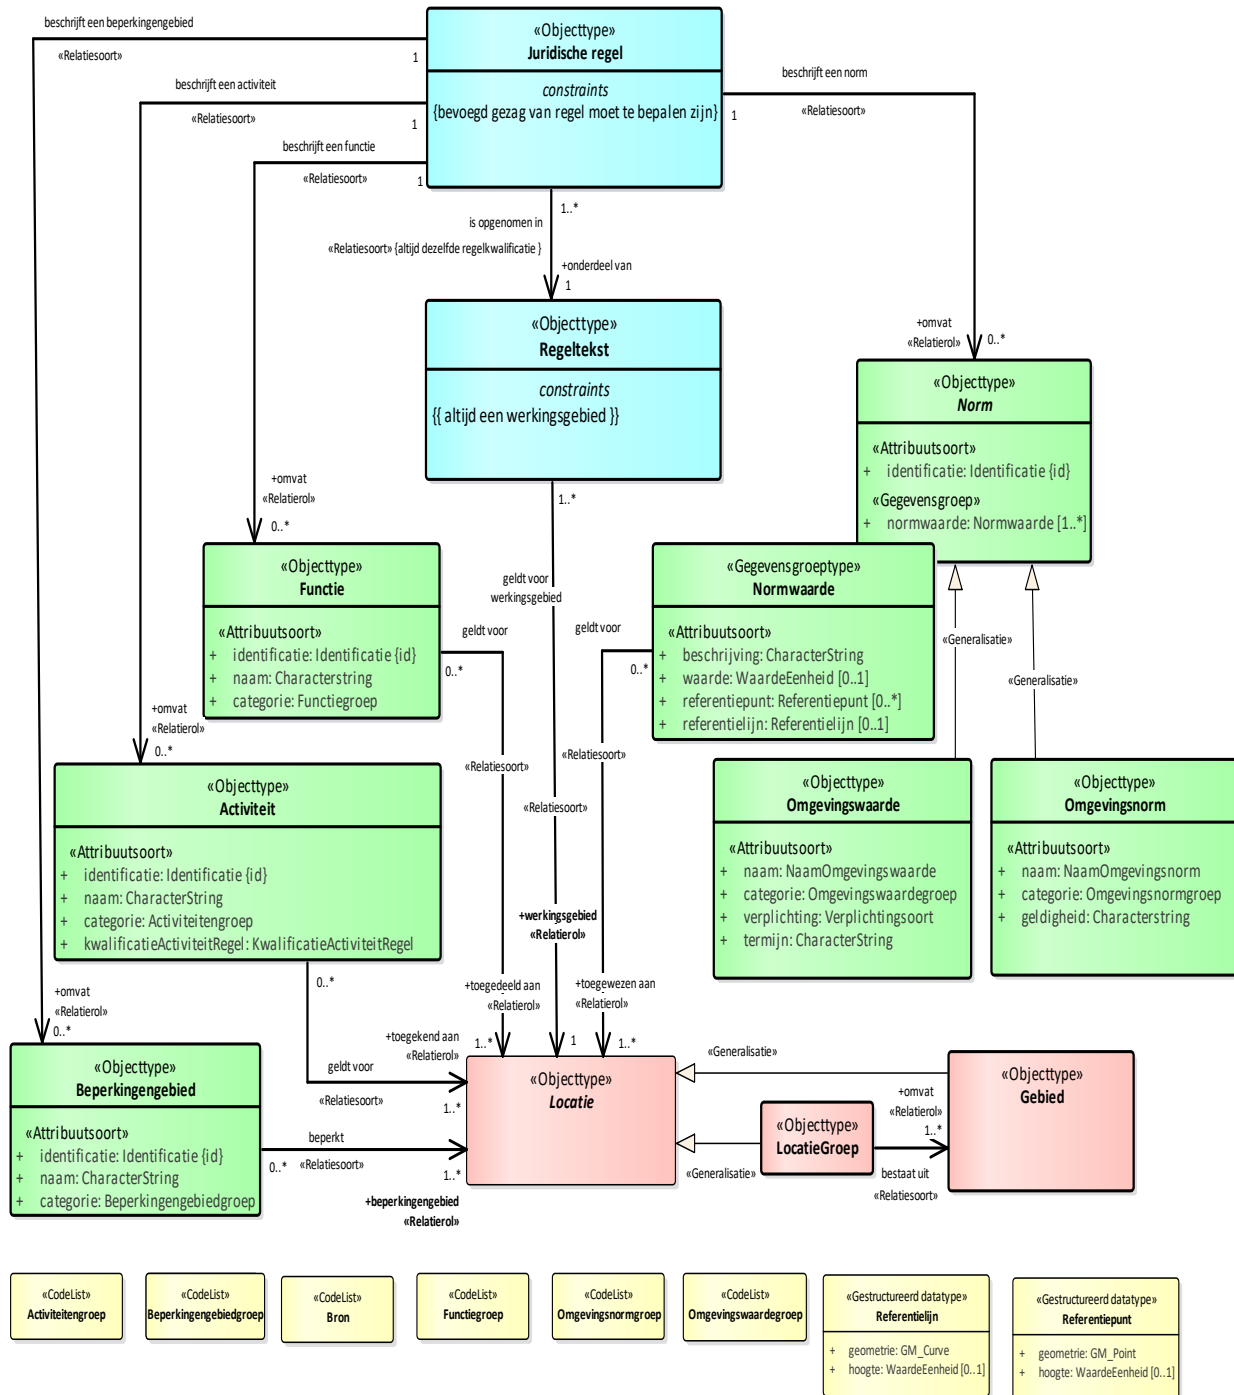 beschrijft een beperkingengebied
«Relatiesoort»
1
beschrijft een activiteit
«Relatiesoort»
1
beschrijft een functie
«Relatiesoort»
1
«Objecttype»
Juridische regel
constraints
{bevoegd gezag van regel moet te bepalen zijn}
beschrijft een norm
1
«Relatiesoort»
1..*
is opgenomen in
«Relatiesoort» {altijd dezelfde regelkwalificatie }
+onderdeel van
1
«Objecttype»
Regeltekst
constraints
{{ altijd een werkingsgebied }}
1..*
+omvat
«Relatierol»
0..*
«Objecttype»
Norm
«Attribuutsoort»
+ identificatie: Identificatie {id}
«Gegevensgroep»
+ normwaarde: Normwaarde [1..*]
+omvat
«Relatierol»
0..*
«Objecttype»
Functie
«Attribuutsoort»
+ identificatie: Identificatie {id}
+ naam: Characterstring
+ categorie: Functiegroep
geldt voor
0..*
«Relatiesoort»
geldt voor
werkingsgebied
«Relatiesoort»
geldt voor
0..*
«Relatiesoort»
«Gegevensgroeptype»
Normwaarde
«Attribuutsoort»
+ beschrijving: CharacterString
+ waarde: WaardeEenheid [0..1]
+ referentiepunt: Referentiepunt [0..*]
+ referentielijn: Referentielijn [0..1]
«Generalisatie»
«Generalisatie»
+omvat
«Relatierol»
0..*
«Objecttype»
Activiteit
«Attribuutsoort»
+ identificatie: Identificatie {id}
+ naam: CharacterString
+ categorie: Activiteitengroep
+ kwalificatieActiviteitRegel: KwalificatieActiviteitRegel
0..*
«Objecttype»
Omgevingswaarde
«Attribuutsoort»
+ naam: NaamOmgevingswaarde
+ categorie: Omgevingswaardegroep
+ verplichting: Verplichtingsoort
+ termijn: CharacterString
«Objecttype»
Omgevingsnorm
«Attribuutsoort»
+ naam: NaamOmgevingsnorm
+ categorie: Omgevingsnormgroep
+ geldigheid: Characterstring
+werkingsgebied
«Relatierol»
1
+toegedeeld aan
«Relatierol»
1..*
+toegewezen aan
«Relatierol»
1..*
+omvat
«Relatierol»
0..*
+toegekend aan
«Relatierol»
geldt voor
«Relatiesoort»
1..*
«Objecttype»
Beperkingengebied
«Attribuutsoort»
+ identificatie: Identificatie {id}
+ naam: CharacterString
+ categorie: Beperkingengebiedgroep
beperkt
0..*
«Relatiesoort»
1..*
+beperkingengebied
«Relatierol»
«Objecttype»
Locatie
«Generalisatie»
«Generalisatie»
«Objecttype»
LocatieGroep
+omvat
«Relatierol»
1..*
bestaat uit
«Relatiesoort»
«Objecttype»
Gebied
«CodeList»
Activiteitengroep
«CodeList»
Beperkingengebiedgroep
«CodeList»
Bron
«CodeList»
Functiegroep
«CodeList»
Omgevingsnormgroep
«CodeList»
Omgevingswaardegroep
«Gestructureerd datatype»
Referentielijn
+ geometrie: GM_Curve
+ hoogte: WaardeEenheid [0..1]
«Gestructureerd datatype»
Referentiepunt
+ geometrie: GM_Point
+ hoogte: WaardeEenheid [0..1]